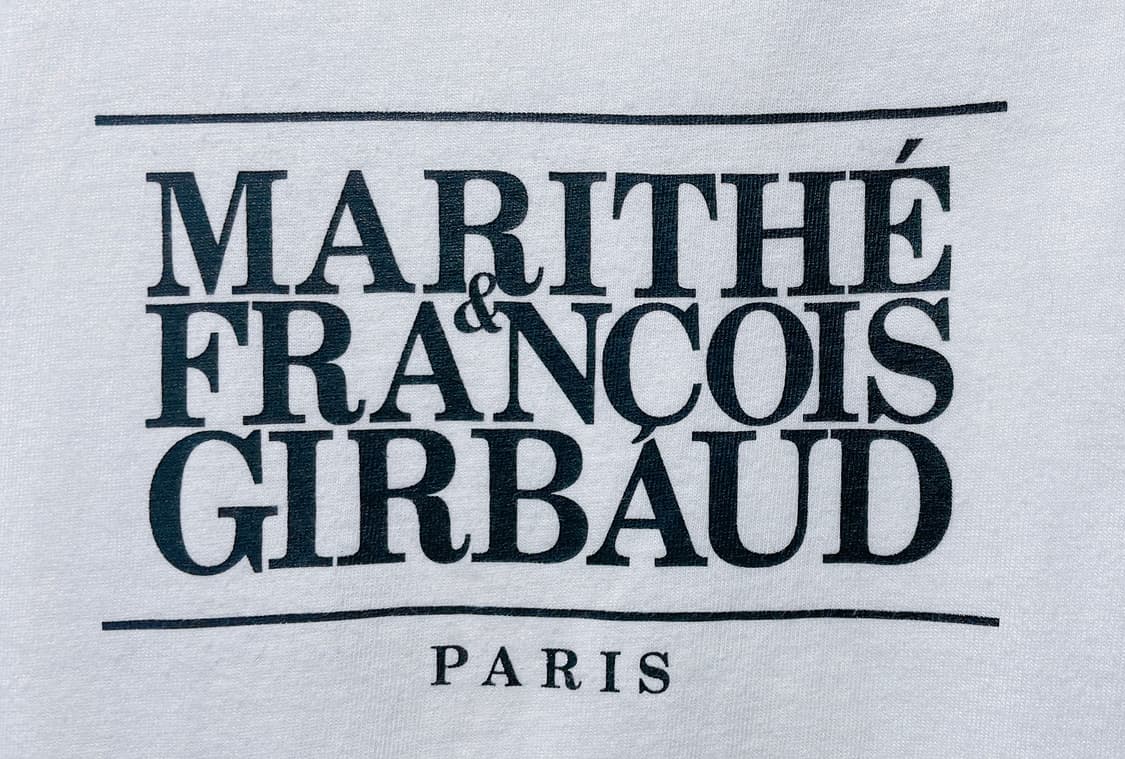 MARITHÉ
& FRANÇOIS
GIRBAUD
PARIS